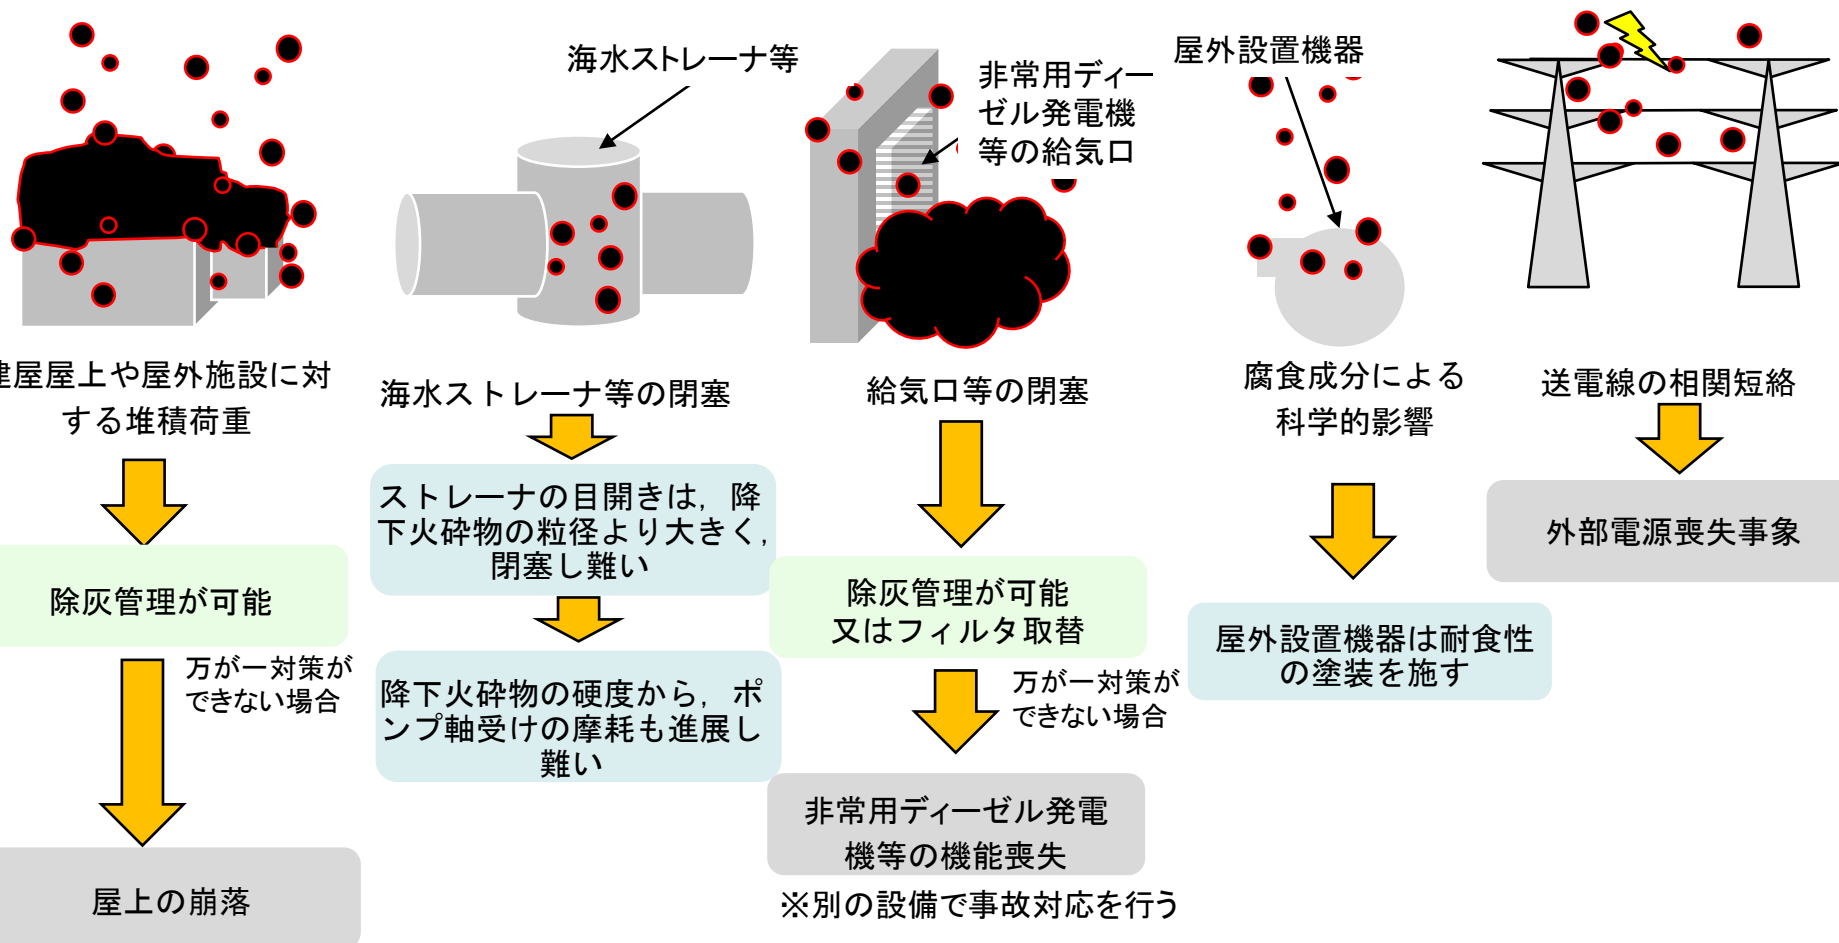 海水ストレーナ等
非常用ディー
ゼル発電機
等の給気口
屋外設置機器
建屋屋上や屋外施設に対
する堆積荷重
海水ストレーナ等の閉塞
給気口等の閉塞
腐食成分による
科学的影響
送電線の相関短絡
除灰管理が可能
万が一対策が
できない場合
屋上の崩落
ストレーナの目開きは，降
下火砕物の粒径より大きく，
閉塞し難い
降下火砕物の硬度から，ポ
ンプ軸受けの摩耗も進展し
難い
除灰管理が可能
又はフィルタ取替
万が一対策が
できない場合
非常用ディーゼル発電
機等の機能喪失
※別の設備で事故対応を行う
屋外設置機器は耐食性
の塗装を施す
外部電源喪失事象